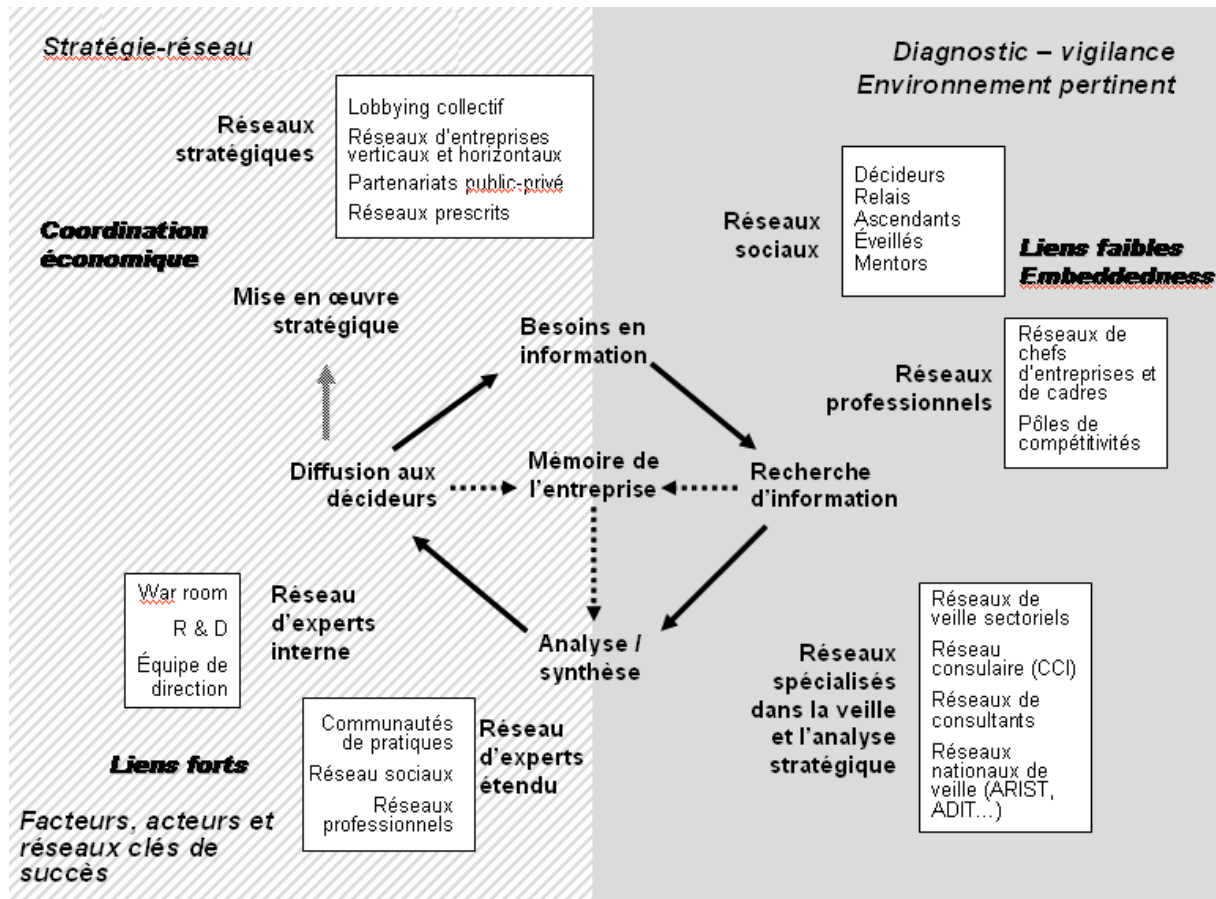 Stratégie-réseau
Diagnostic – vigilance
Environnement pertinent
Réseaux
stratégiques
Lobbying collectif
Réseaux d'entreprises
verticaux et horizontaux
Partenariats public-privé
Réseaux prescrits
Réseaux
sociaux
Décideurs
Relais
Ascendants
Éveillés
Mentors
Coordination
économique
Liens faibles
Embeddedness
Mise en œuvre
stratégique
Besoins en
information
Réseaux
professionnels
Réseaux de
chefs
d'entreprises et
de cadres
Pôles de
compétitivités
Diffusion aux
décideurs
Mémoire de
l'entreprise
Recherche
d'information
War room
R & D
Équipe de
direction
Réseau
d'experts
interne
Analyse /
synthèse
Réseaux
spécialisés
dans la veille
et l'analyse
stratégique
Réseaux de
veille sectoriels
Réseau
consulaire (CCI)
Réseaux de
consultants
Réseaux
nationaux de
veille (ARIST,
ADIT...)
Communautés
de pratiques
Réseau sociaux
Réseaux
professionnels
Réseau
d'experts
étendu
Liens forts
Facteurs, acteurs et
réseaux clés de
succès